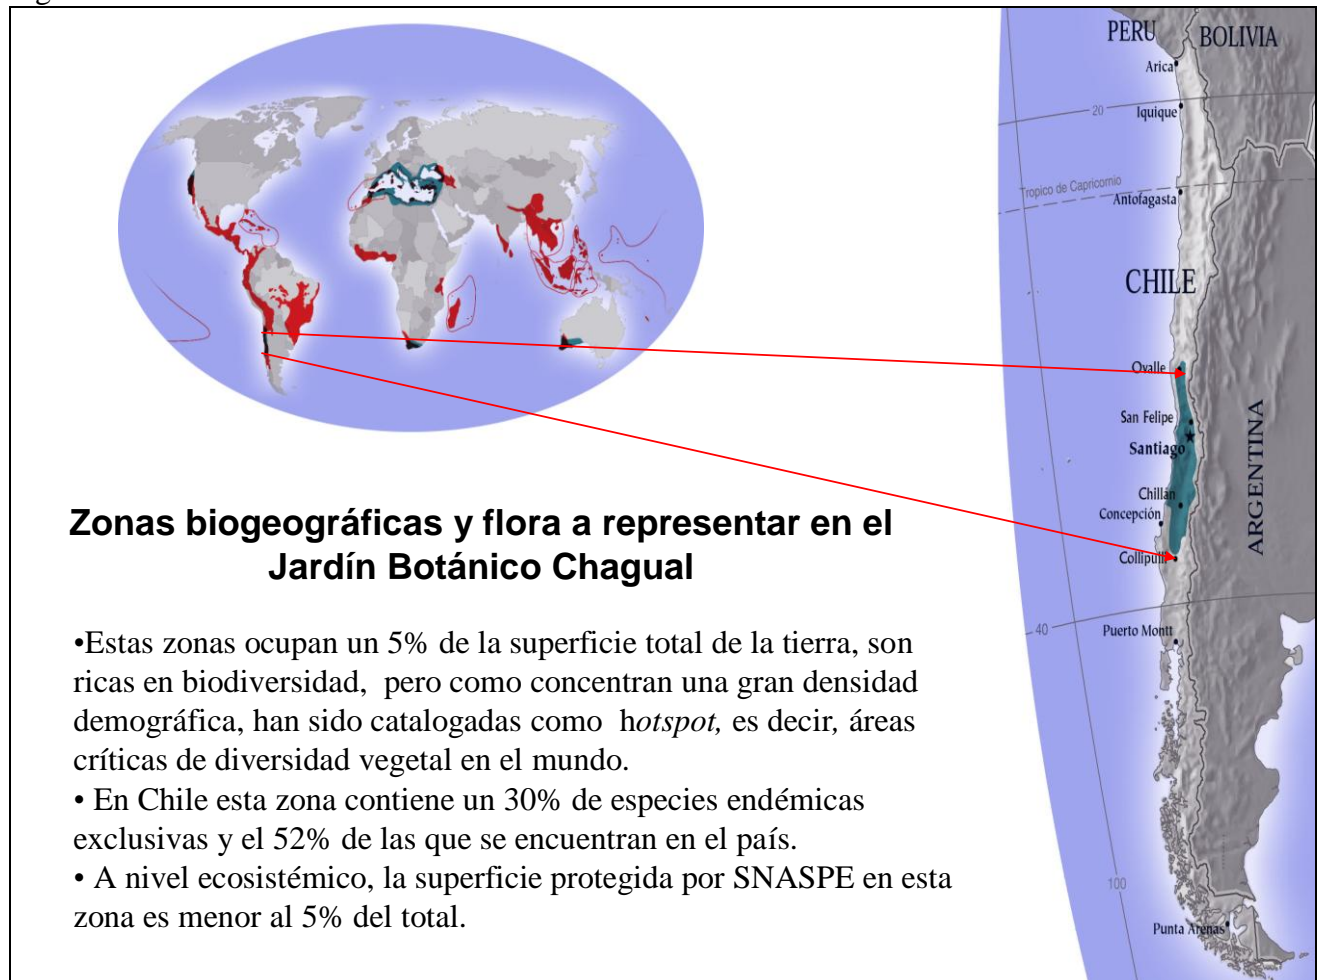 PERU
BOLIVIA
Arica
20
Iquique
Tropico de Capricornio
Antofagasta
CHILE
Ovalle
San Felipe
Santiago
ARGENTINA
Chillán
Concepción
Collipulli
40
Puerto Montt
100
Punta Arenas
Zonas biogeográficas y flora a representar en el
Jardín Botánico Chagual
•Estas zonas ocupan un 5% de la superficie total de la tierra, son
ricas en biodiversidad, pero como concentran una gran densidad
demográfica, han sido catalogadas como hotspot, es decir, áreas
críticas de diversidad vegetal en el mundo.
• En Chile esta zona contiene un 30% de especies endémicas
exclusivas y el 52% de las que se encuentran en el país.
• A nivel ecosistémico, la superficie protegida por SNASPE en esta
zona es menor al 5% del total.